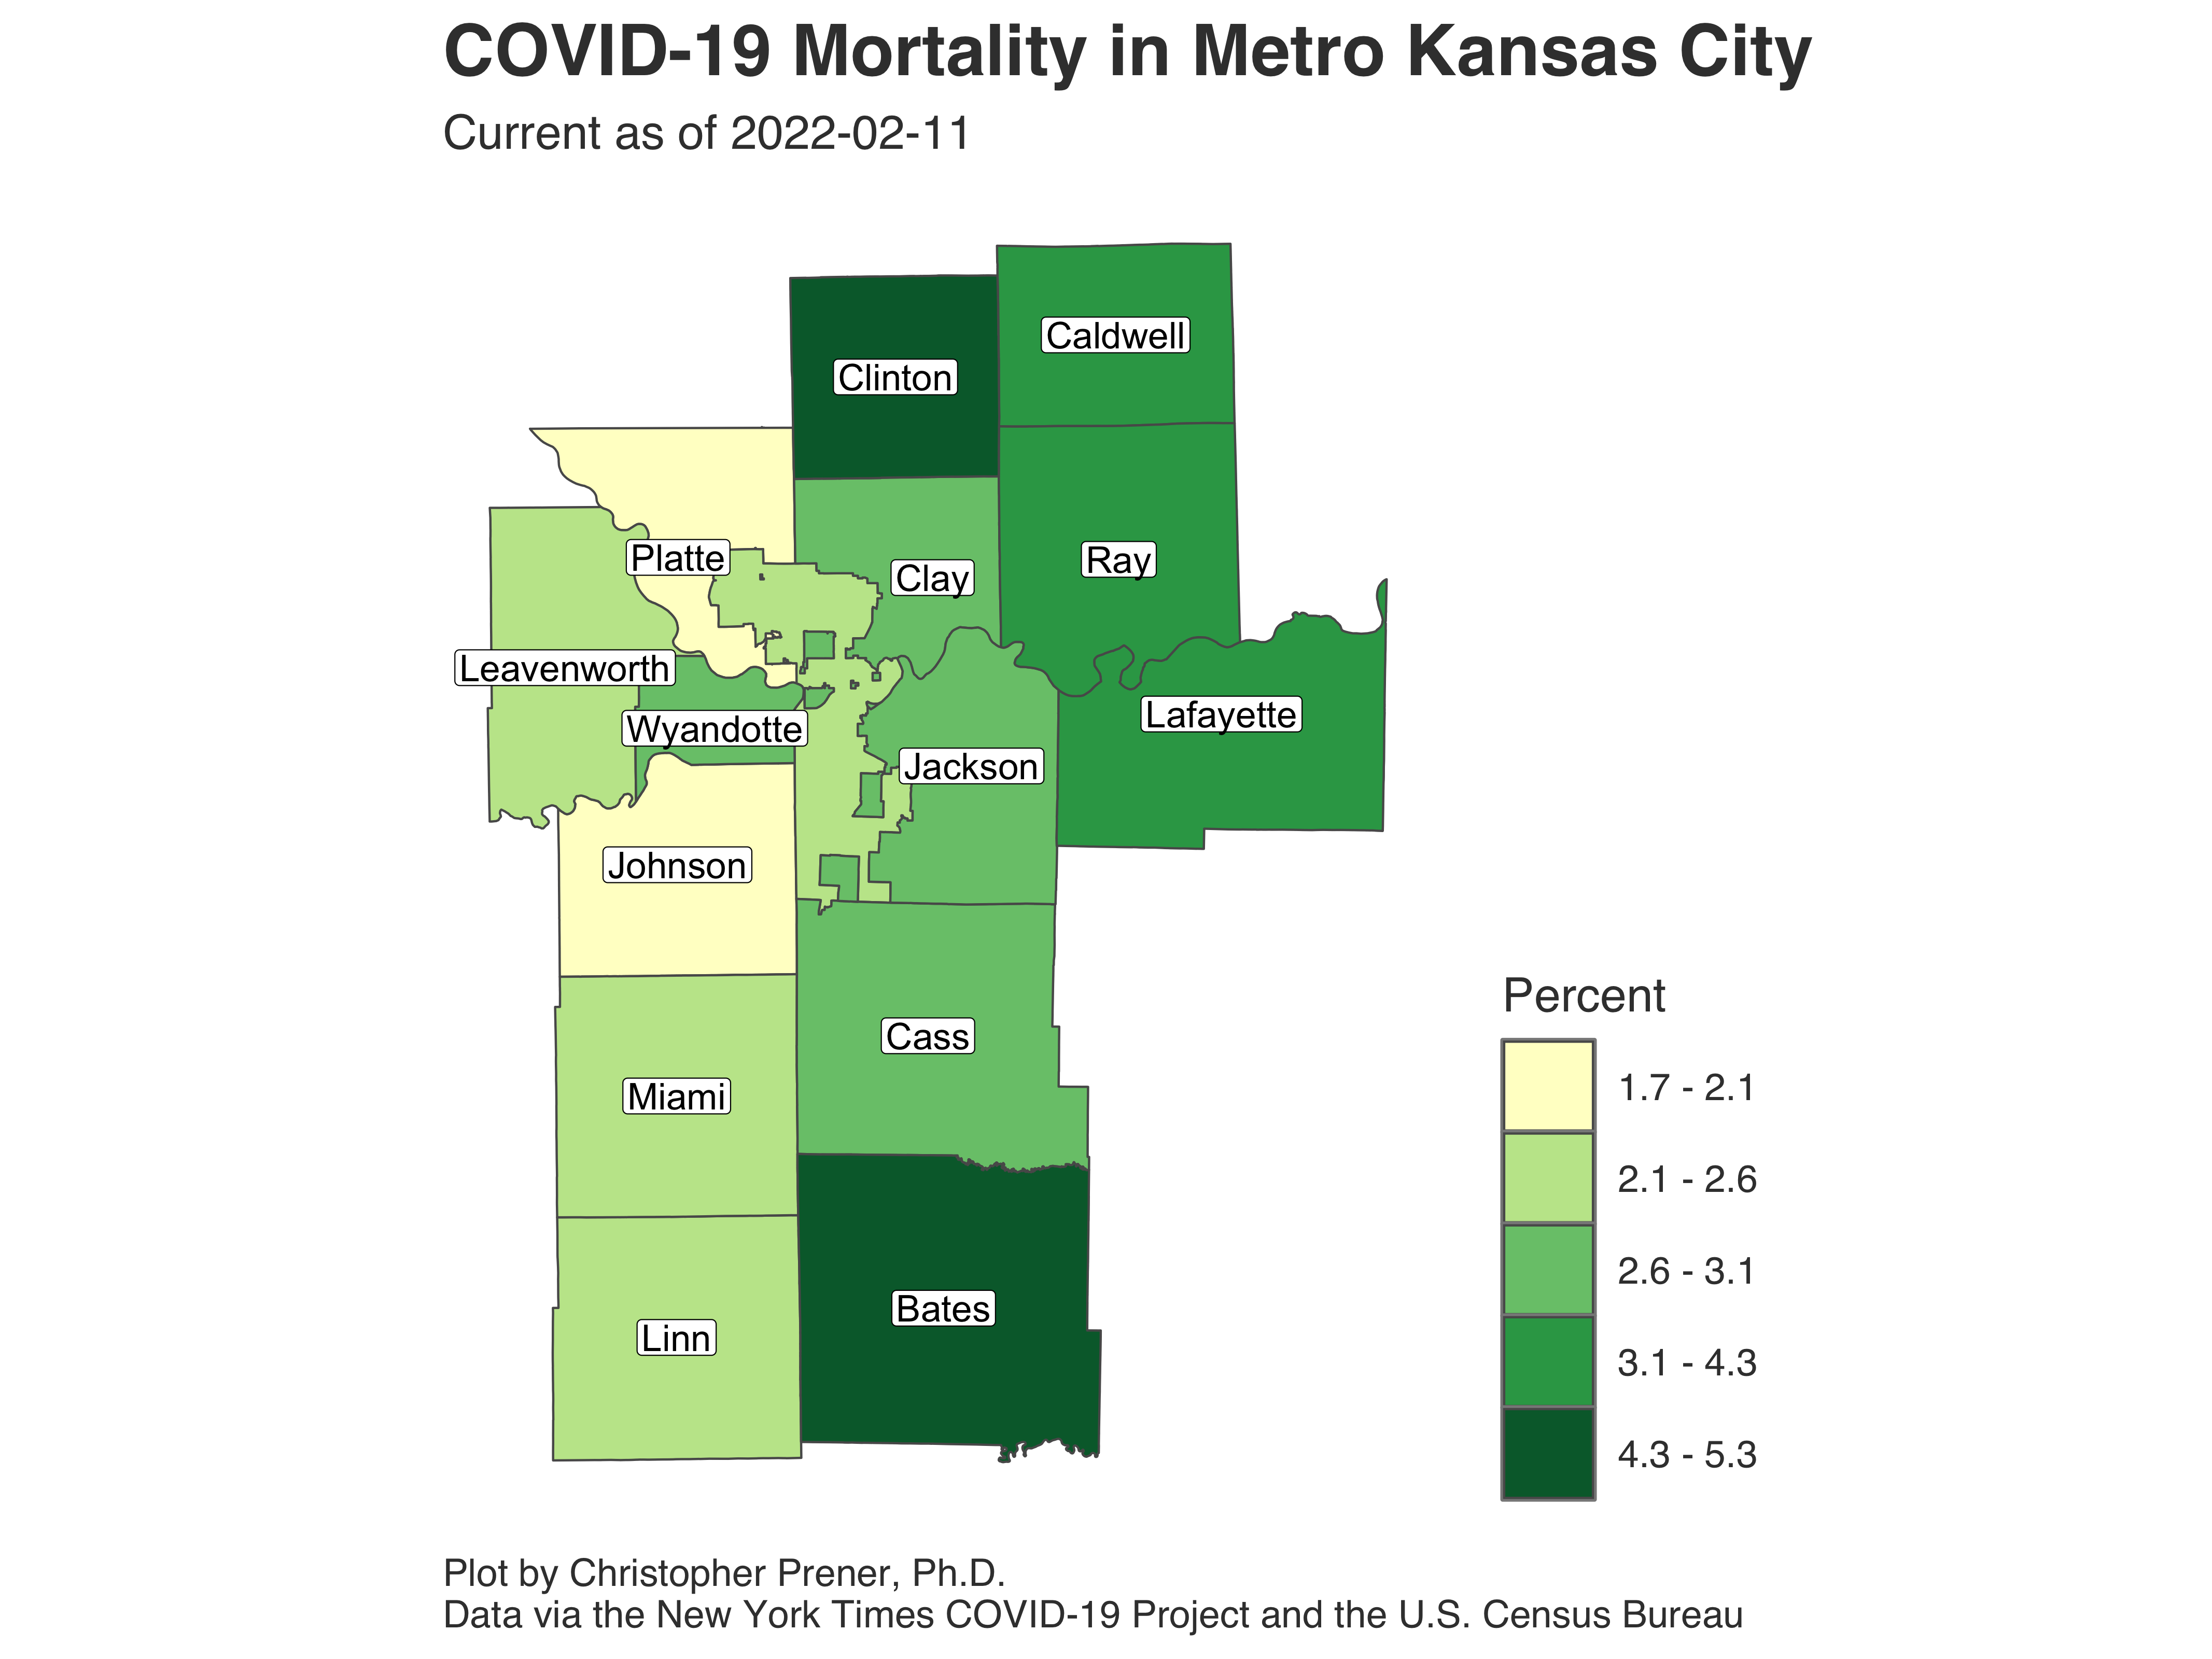 COVID-19 Mortality in Metro Kansas City
Current as of 2022-02-11
Caldwell
Clinton
Platte
Clay
Ray
Leavenworth
Wyandotte
Lafayette
Jackson
Johnson
Cass
Miami
Bates
Linn
Percent
1.7 - 2.1
2.1 - 2.6
2.6 - 3.1
3.1 - 4.3
4.3 - 5.3
Plot by Christopher Prener, Ph.D.
Data via the New York Times COVID-19 Project and the U.S. Census Bureau